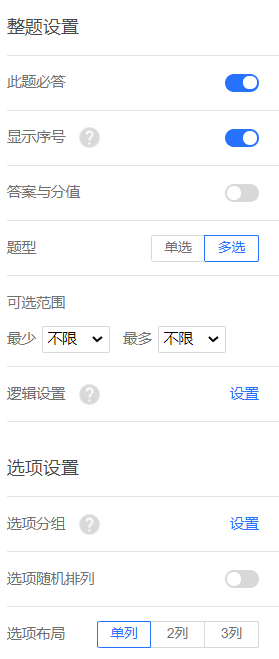 整题设置
此题必答
显示序号 ?
答案与分值
题型 单选 多选
可选范围
最少 不限 最多 不限
逻辑设置 ? 设置
选项设置
选项分组 ? 设置
选项随机排列
选项布局 单列 2列 3列